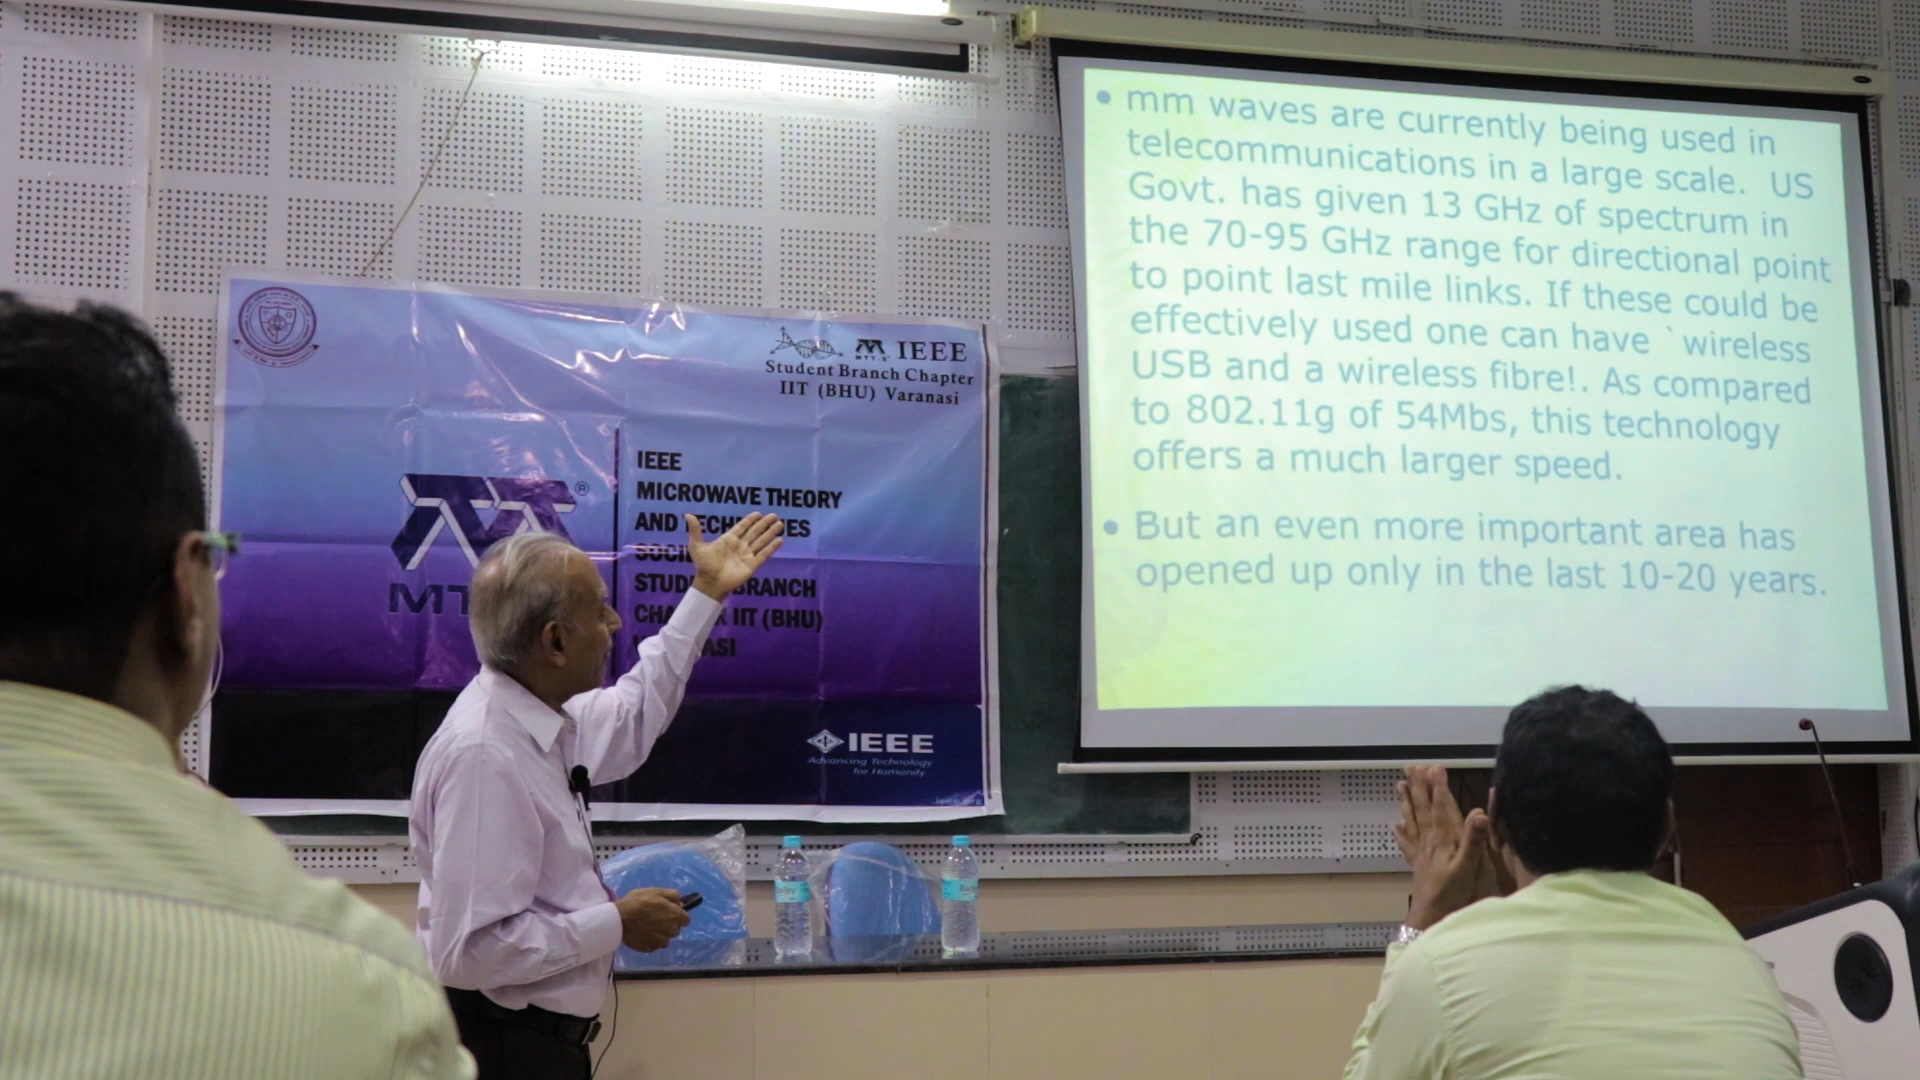 MTT-S IEEE
Student Branch Chapter
IIT (BHU) Varanasi
®
IEEE
MICROWAVE THEORY
AND
SOCI
STUD BRANCH
IIT (BHU)
IEEE
Advancing Technology
for Humanity
• mm waves are currently being used in
telecommunications in a large scale. US
Govt. has given 13 GHz of spectrum in
the 70-95 GHz range for directional point
to point last mile links. If these could be
effectively used one can have `wireless
USB and a wireless fibre!. As compared
to 802.11g of 54Mbs, this technology
offers a much larger speed.
• But an even more important area has
opened up only in the last 10-20 years.